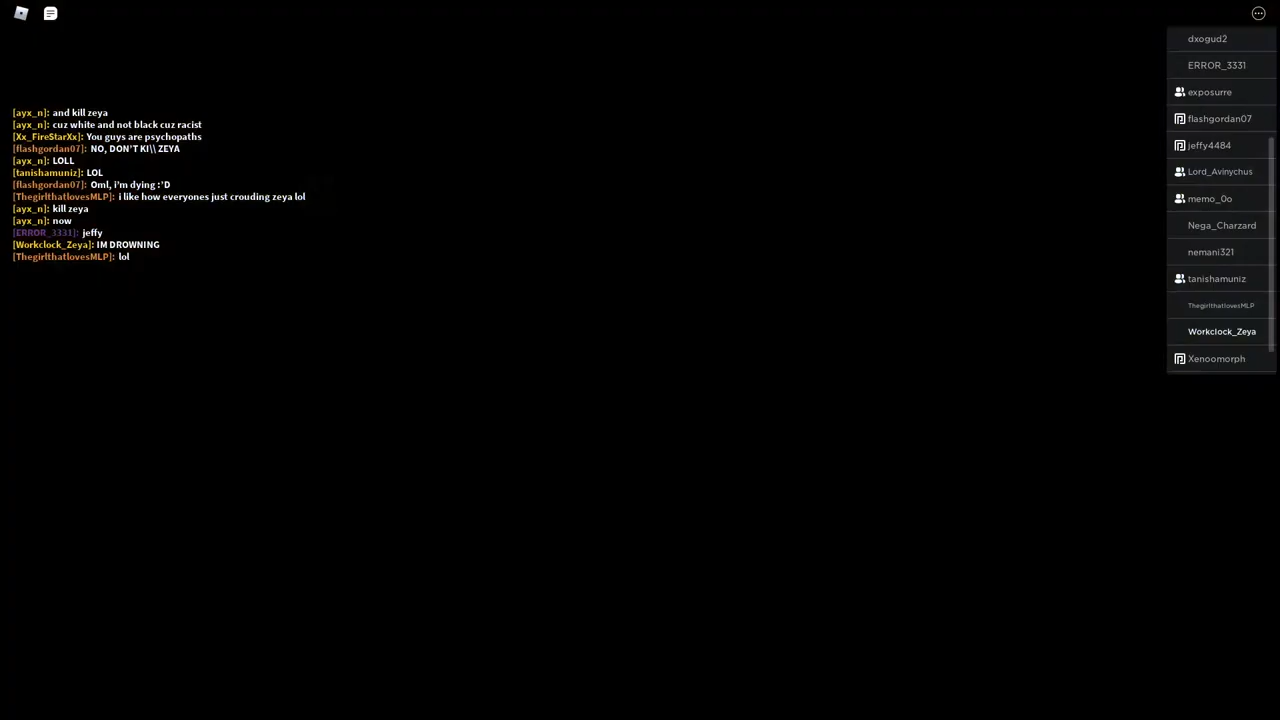 [ayx_n]: and kill zeya
[ayx_n]: cuz white and not black cuz racist
[Xx_FireStarXx]: You guys are psychopaths
[flashgordan07]: NO, DON'T KI\\ ZEYA
[ayx_n]: LOLL
[tanishamuniz]: LOL
[flashgordan07]: Oml, i'm dying :'D
[ThegirlthatlovesMLP]: i like how everyones just crouding zeya lol
[ayx_n]: kill zeya
[ayx_n]: now
[ERROR_3331]: jeffy
[Workclock_Zeya]: IM DROWNING
[ThegirlthatlovesMLP]: lol
dxogud2
ERROR_3331
exposurre
flashgordan07
jeffy4484
Lord_Avinychus
memo_0o
Nega_Charzard
nemani321
tanishamuniz
ThegirlthatlovesMLP
Workclock_Zeya
Xenoomorph